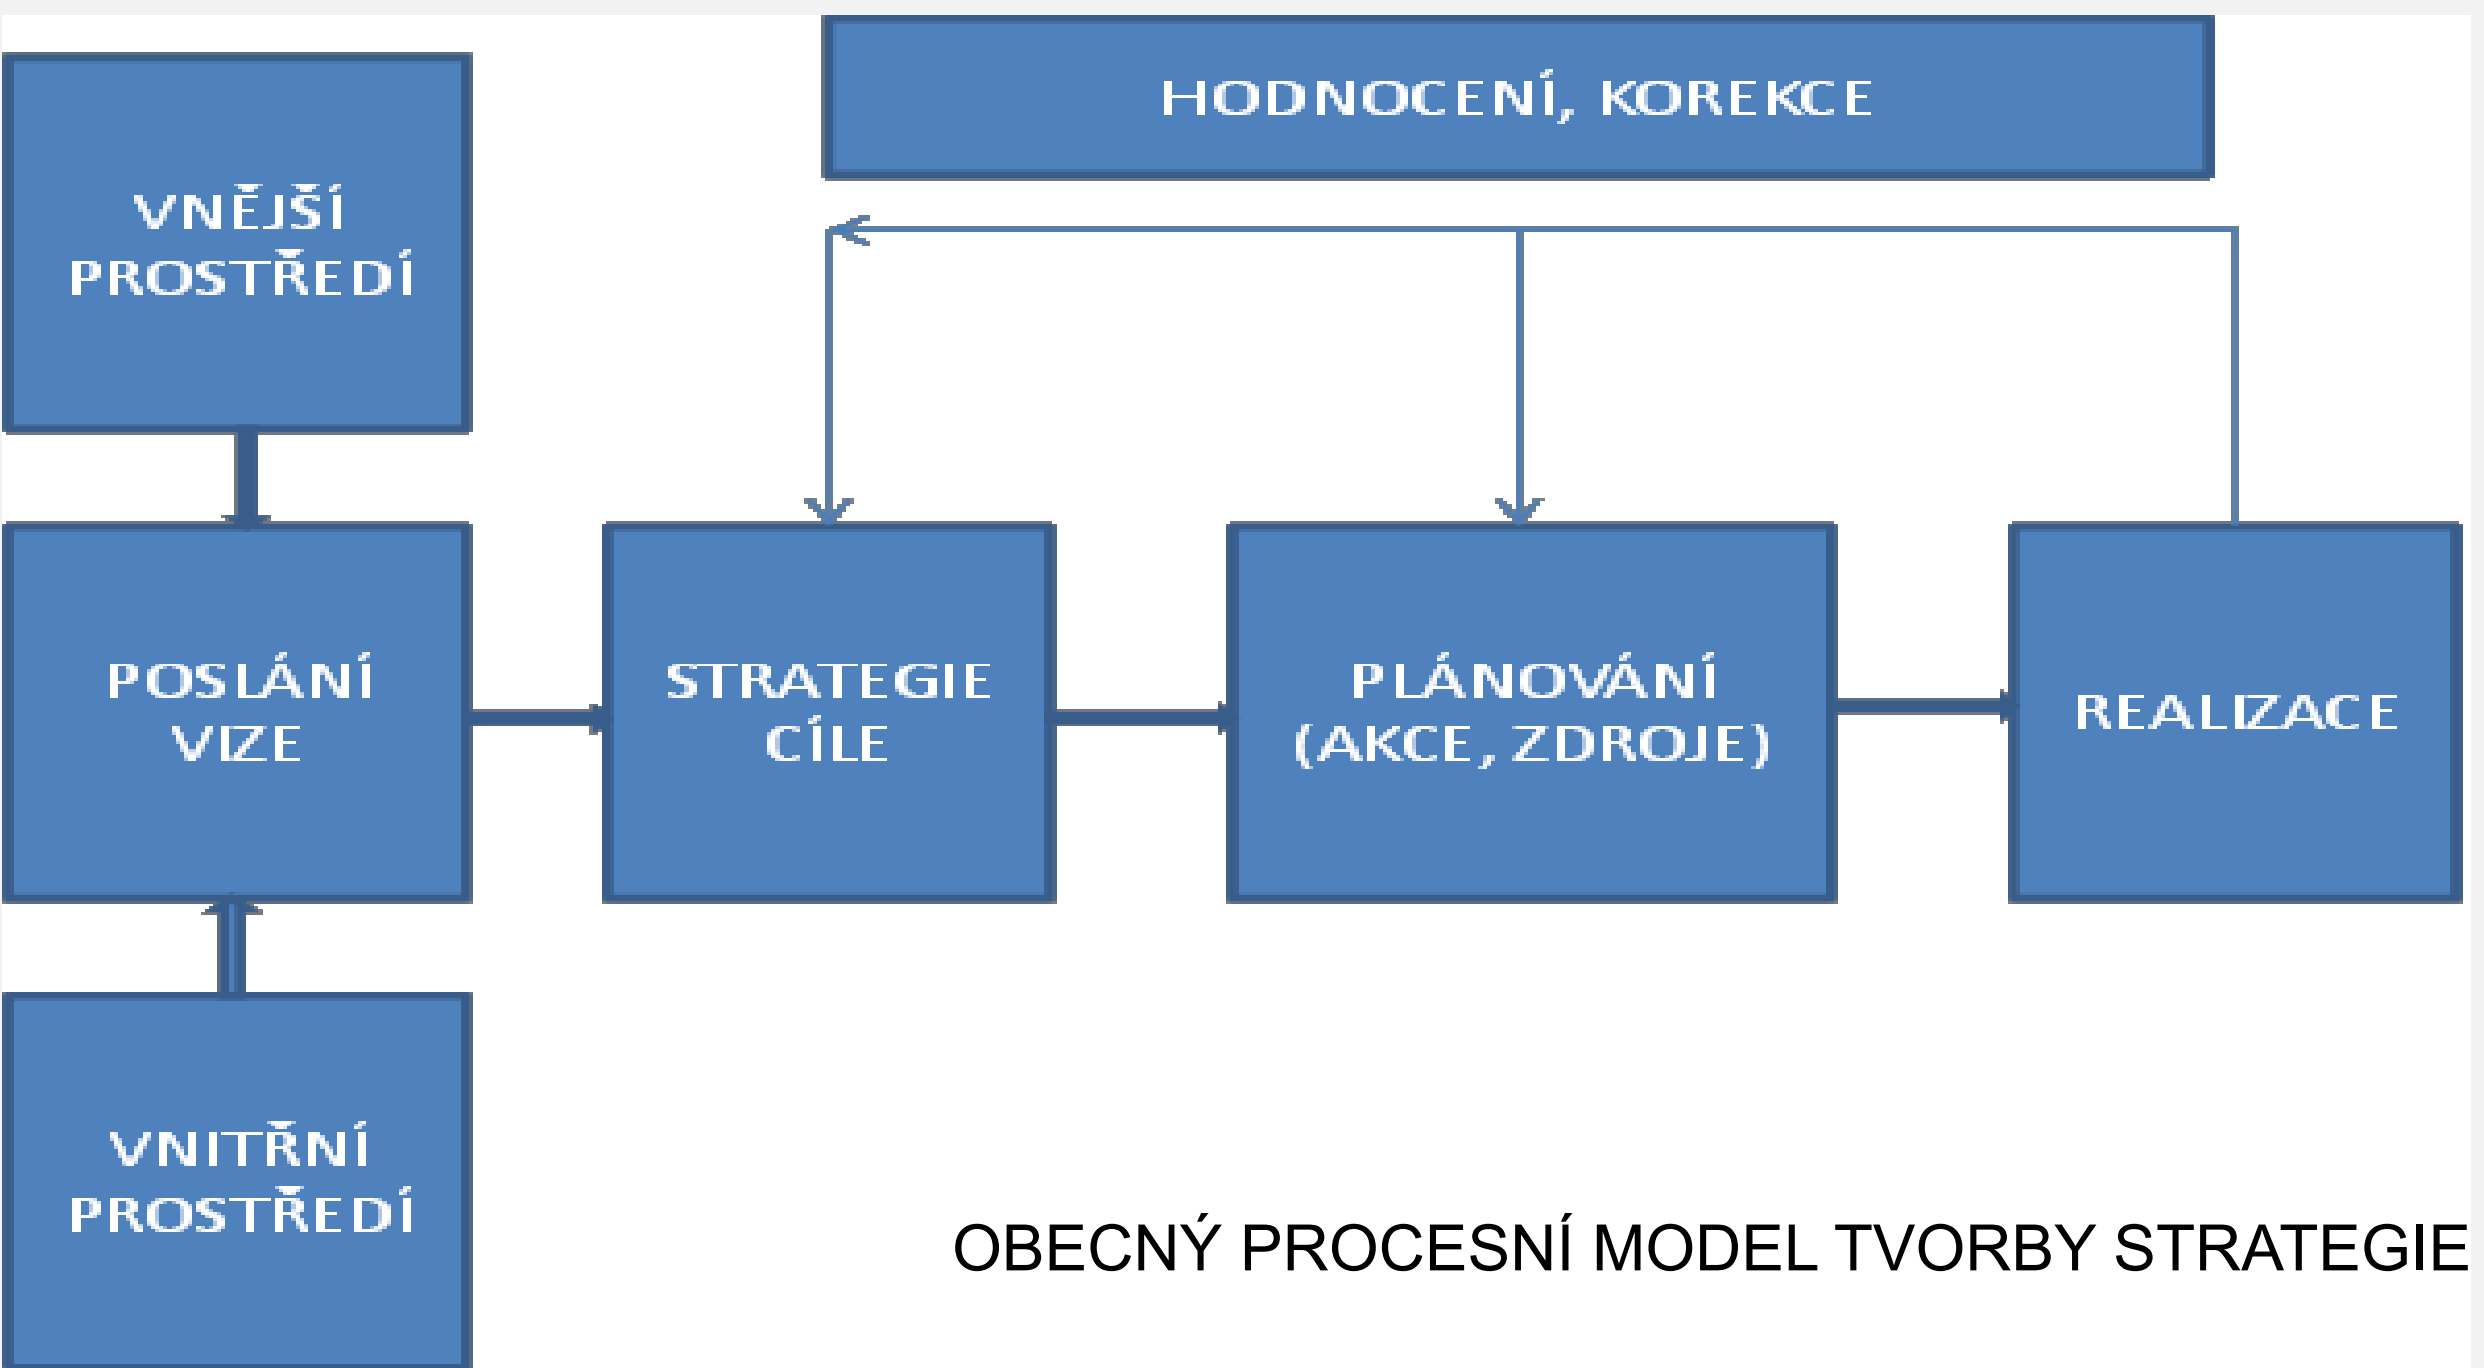 HODNOCENÍ, KOREKCE
VNĚJŠÍ
PROSTŘEDÍ
POSLÁNÍ
VIZE
STRATEGIE
CÍLE
PLÁNOVÁNÍ
(AKCE, ZDROJE)
REALIZACE
VNITŘNÍ
PROSTŘEDÍ
OBECNÝ PROCESNÍ MODEL TVORBY STRATEGIE